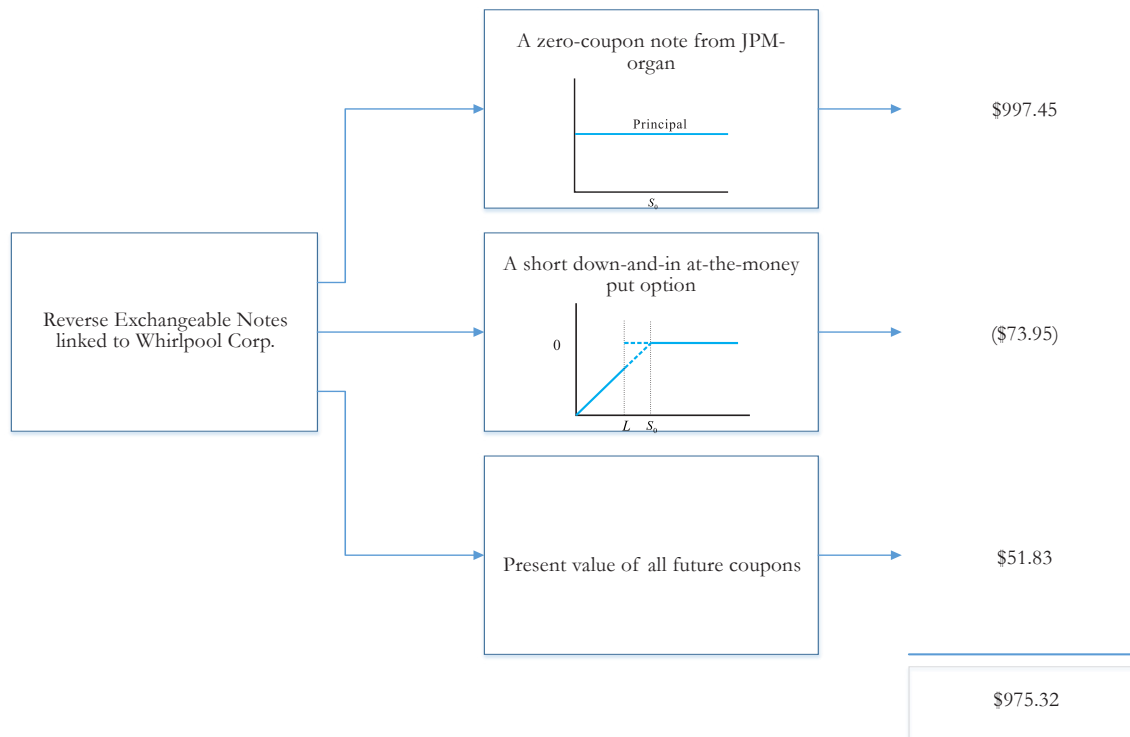 A zero-coupon note from JPM-
organ
Principal
S₀
$997.45
Reverse Exchangeable Notes
linked to Whirlpool Corp.
A short down-and-in at-the-money
put option
0
L S₀
($73.95)
Present value of all future coupons
$51.83
$975.32